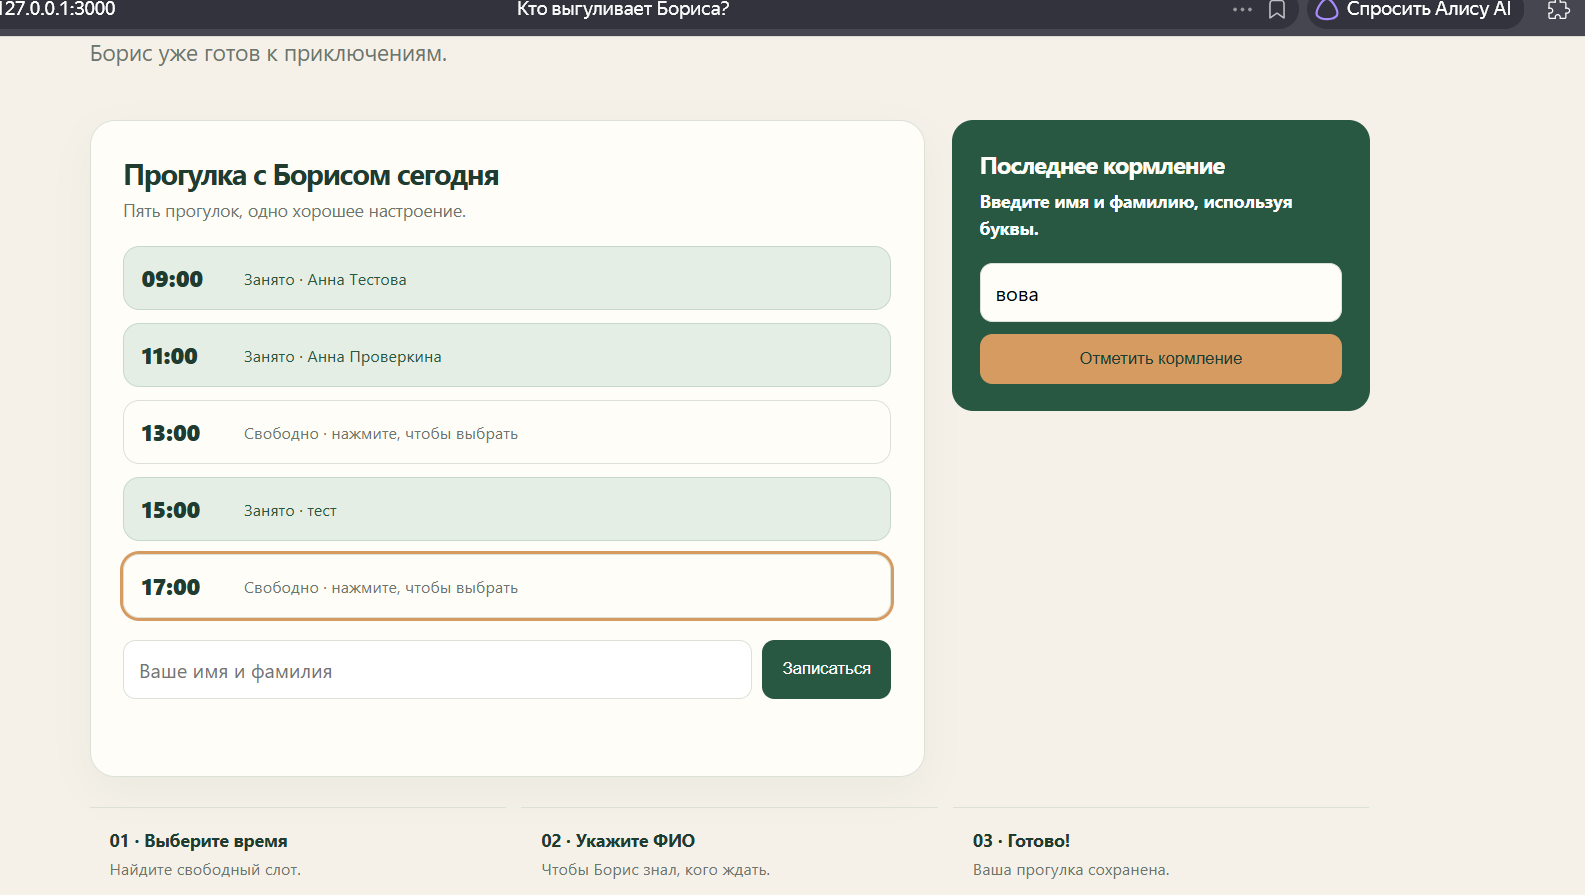 127.0.0.1:3000
Кто выгуливает Бориса?
Спросить Алису AI
Борис уже готов к приключениям.
Прогулка с Борисом сегодня
Пять прогулок, одно хорошее настроение.
09:00 Занято · Анна Тестова
11:00 Занято · Анна Проверкина
13:00 Свободно · нажмите, чтобы выбрать
15:00 Занято · тест
17:00 Свободно · нажмите, чтобы выбрать
Ваше имя и фамилия
Записаться
Последнее кормление
Введите имя и фамилию, используя
буквы.
вова
Отметить кормление
01 · Выберите время
Найдите свободный слот.
02 · Укажите ФИО
Чтобы Борис знал, кого ждать.
03 · Готово!
Ваша прогулка сохранена.